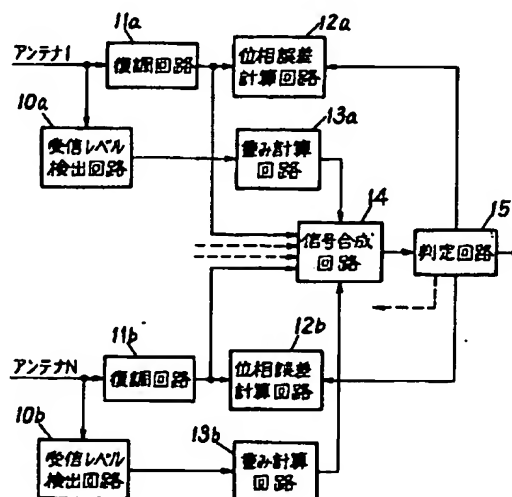 11a
12a
アンテナ1
復調回路
位相誤差
計算回路
10a
13a
受信レベル
検出回路
重み計算
回路
14
15
信号合成
回路
判定回路
11b
12b
アンテナN
復調回路
位相誤差
計算回路
10b
13b
受信レベル
検出回路
重み計算
回路